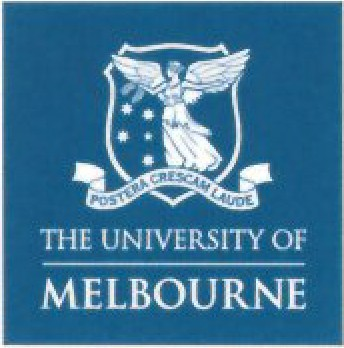 POSTERA CRESCAM LAUDE
THE UNIVERSITY OF
MELBOURNE